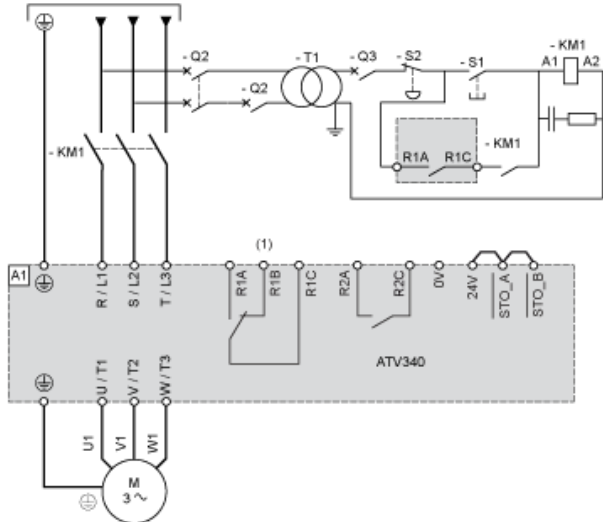 - Q2
- T1
- Q3
- S2
- S1
- KM1
A1
A2
- Q2
- KM1
R1A
R1C
- KM1
(1)
A1
R / L1
S / L2
T / L3
R1A
R1B
R1C
R2A
R2C
0V
24V
STO_A
STO_B
ATV340
U / T1
V / T2
W / T3
U1
V1
W1
M
3 ~